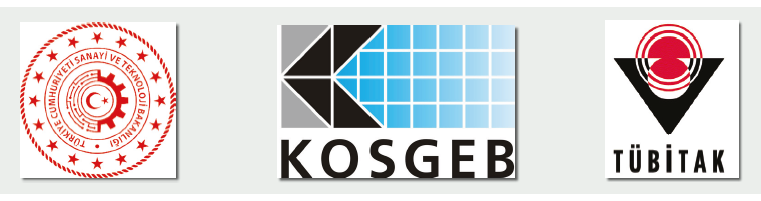 TÜRKİYE CUMHURİYETİ SANAYİ VE TEKNOLOJİ BAKANLIĞI
KOSGEB
TÜBİTAK